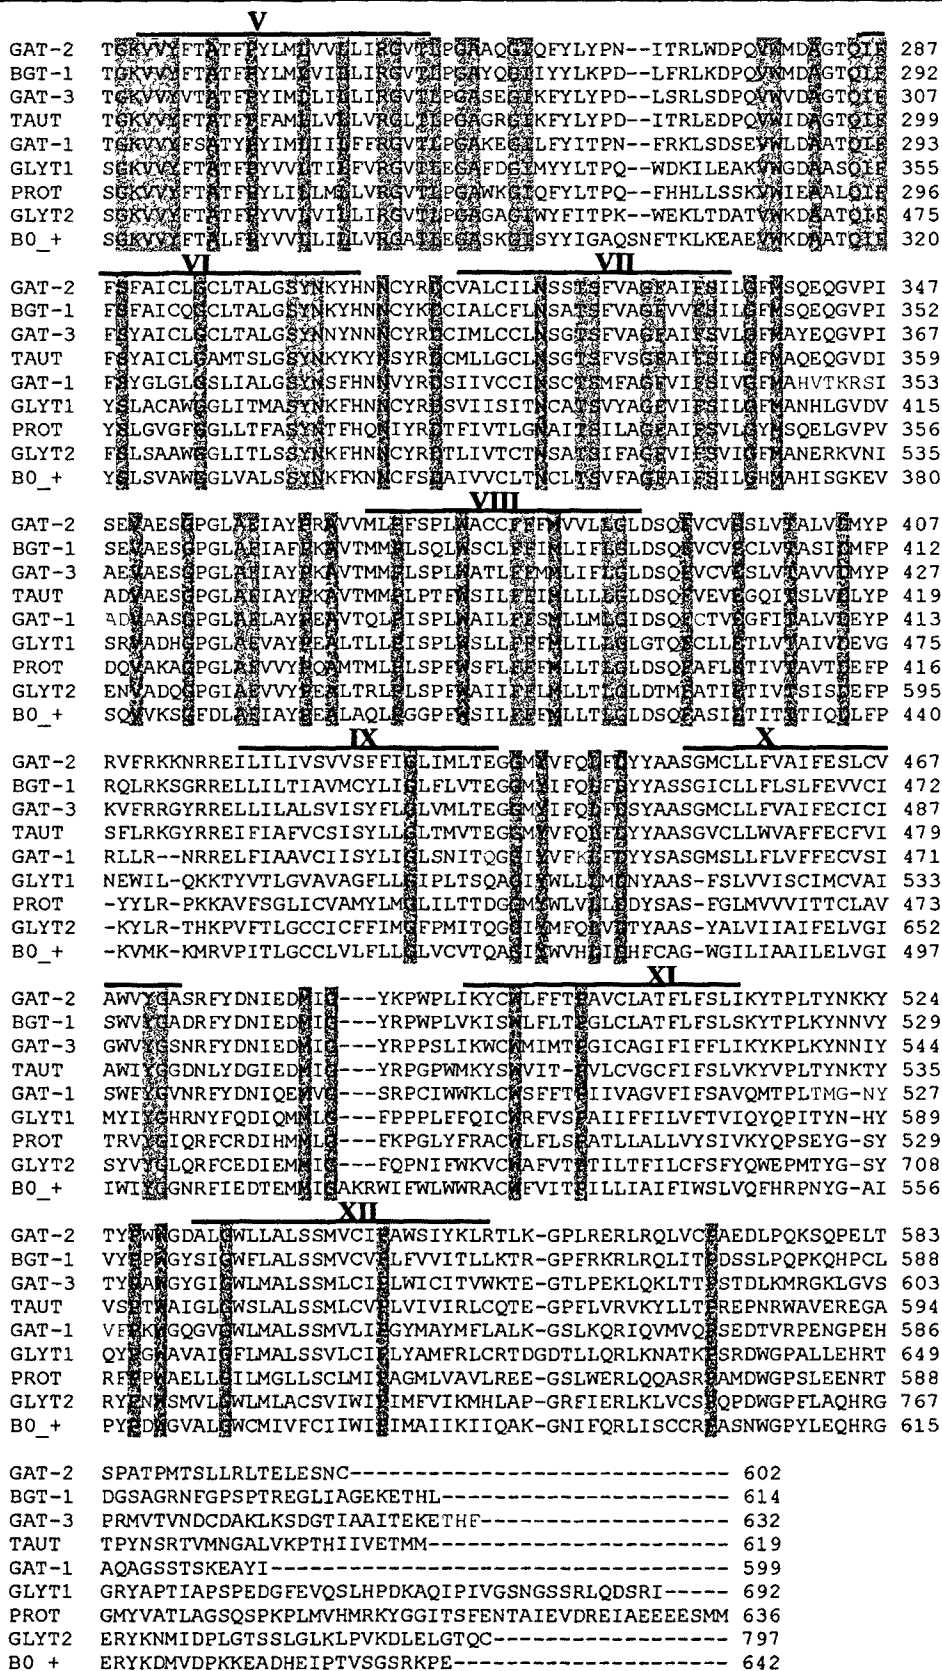 V
GAT-2 TGKVVYFTATFPYLMLVVLLIRGVTLPGAAQGIQFYLYPN--ITRLWDPQVWMDAGTQIF 287
BGT-1 TGKVVYFTATFPYLMLVILLIRGVTLPGAYQGIIYYLKPD--LFRLKDPQVWMDAGTQIF 292
GAT-3 TGKVVYVTATFPYIMLLILLIRGVTLPGASEGIKFYLYPD--LSRLSDPQVWVDAGTQIF 307
TAUT TGKVVYFTATFPFAMLLVLLVRGLTLPGAGRGIKFYLYPD--ITRLEDPQVWIDAGTQIF 299
GAT-1 TGKVVYFSATYPYIMLIILFFRGVTLPGAKEGILFYITPN--FRKLSDSEVWLDAATQIF 293
GLYT1 SGKVVYFTATFPYVVLTILFVRGVTLEGAFDGIMYYLTPQ--WDKILEAKVWGDAASQIF 355
PROT SGKVVYFTATFPYLILLMLLVRGVTLPGAWKGIQFYLTPQ--FHHLLSSKVWIEAALQIF 296
GLYT2 SGKVVYFTATFPYVVLVILLIRGVTLPGAGAGIWYFITPK--WEKLTDATVWKDAATQIF 475
B0_+ SGKVVYFTALFPYVVLIILLVRGATLEGASKGISYYIGAQSNFTKLKEAEVWKDAATQIF 320
VI VII
GAT-2 FSFAICLGCLTALGSYNKYHNNCYRDCVALCILNSSTSFVAGFAIFSILGFMSQEQGVPI 347
BGT-1 FSFAICQGCLTALGSYNKYHNNCYKDCIALCFLNSATSFVAGFVVFSILGFMSQEQGVPI 352
GAT-3 FSYAICLGCLTALGSYNNYNNNCYRDCIMLCCLNSGTSFVAGFAIFSVLGFMAYEQGVPI 367
TAUT FSYAICLGAMTSLGSYNKYKYNSYRDCMLLGCLNSGTSFVSGFAIFSILGFMAQEQGVDI 359
GAT-1 FSYGLGLGSLIALGSYNSFHNNVYRDSIIVCCINSCTSMFAGFVIFSIVGFMAHVTKRSI 353
GLYT1 YSLACAWGGLITMASYNKFHNNCYRDSVIISITNCATSVYAGFVIFSILGFMANHLGVDV 415
PROT YSLGVGFGGLLTFASYNTFHQNIYRDTFIVTLGNAITSILAGFAIFSVLGYMSQELGVPV 356
GLYT2 FSLSAAWGGLITLSSYNKFHNNCYRDTLIVTCTNSATSIFAGFVIFSVIGFMANERKVNI 535
B0_+ YSLSVAWGGLVALSSYNKFKNNCFSDAIVVCLTNCLTSVFAGFAIFSILGHMAHISGKEV 380
VIII
GAT-2 SEVAESGPGLAFIAYPRAVVMLPFSPLWACCFFFMVVLLGLDSQFVCVESLVTALVDMYP 407
BGT-1 SEVAESGPGLAFIAFPKAVTMMPLSQLWSCLFFIMLIFLGLDSQFVCVECLVTASIDMFP 412
GAT-3 AEVAESGPGLAFIAYPKAVTMMPLSPLWATLFFMMLIFLGLDSQFVCVESLVTAVVDMYP 427
TAUT ADVAESGPGLAFIAYPKAVTMMPLPTFWSILFFIMLLLLGLDSQFVEVEGQITSLVDLYP 419
GAT-1 ADVAASGPGLAFLAYPEAVTQLPISPLWAILFFSMLLMLGIDSQFCTVEGFITALVDEYP 413
GLYT1 SRVADHGPGLAFVAYPEALTLLPISPLWSLLFFFMLILLGLGTQFCLLETLVTAIVDEVG 475
PROT DQVAKAGPGLAFVVYPQAMTMLPLSPFWSFLFFFMLLTLGLDSQFAFLETIVTAVTDEFP 416
GLYT2 ENVADQGPGIAFVVYPEALTRLPLSPFWAIIFFLMLLTLGLDTMFATIETIVTSISDEFP 595
B0_+ SQVVKSGFDLAFIAYPEALAQLPGGPFWSILFFFMLLTLGLDSQFASIETITTTIQDLFP 440
IX X
GAT-2 RVFRKKNRREILILIVSVVSFFIGLIMLTEGGMYVFQLFDYYAASGMCLLFVAIFESLCV 467
BGT-1 RQLRKSGRRELLILTIAVMCYLIGLFLVTEGGMYIFQLFDYYASSGICLLFLSLFEVVCI 472
GAT-3 KVFRRGYRRELLILALSVISYFLGLVMLTEGGMYIFQLFDSYAASGMCLLFVAIFECICI 487
TAUT SFLRKGYRREIFIAFVCSISYLLGLTMVTEGGMYVFQLFDYYAASGVCLLWVAFFECFVI 479
GAT-1 RLLR--NRRELFIAAVCIISYLIGLSNITQGGIYVFKLFDYYSASGMSLLFLVFFECVSI 471
GLYT1 NEWIL-QKKTYVTLGVAVAGFLLGIPLTSQAGIYWLLLMDNYAAS-FSLVVISCIMCVAI 533
PROT -YYLR-PKKAVFSGLICVAMYLMGLILTTDGGMYWLVLLDDYSAS-FGLMVVVITTCLAV 473
GLYT2 -KYLR-THKPVFTLGCCICFFIMGFPMITQGGIYMFQLVDTYAAS-YALVIIAIFELVGI 652
B0_+ -KVMK-KMRVPITLGCCLVLFLLGLVCVTQAGIYWVHLIDHFCAG-WGILIAAILELVGI 497
XI
GAT-2 AWVYGASRFYDNIEDMIG---YKPWPLIKYCWLFFTPAVCLATFLFSLIKYTPLTYNKKY 524
BGT-1 SWVYGADRFYDNIEDMIG---YRPWPLVKISWLFLTPGLCLATFLFSLSKYTPLKYNNVY 529
GAT-3 GWVYGSNRFYDNIEDMIG---YRPPSLIKWCWMIMTPGICAGIFIFFLIKYKPLKYNNIY 544
TAUT AWIYGGDNLYDGIEDMIG---YRPGPWMKYSWVIT-PVLCVGCFIFSLVKYVPLTYNKTY 535
GAT-1 SWFYGVNRFYDNIQEMVG---SRPCIWWKLCWSFFTPIIVAGVFIFSAVQMTPLTMG-NY 527
GLYT1 MYIYGHRNYFQDIQMMLG---FPPPLFFQICWRFVSPAIIFFILVFTVIQYQPITYN-HY 589
PROT TRVYGIQRFCRDIHMMLG---FKPGLYFRACWLFLSPATLLALLVYSIVKYQPSEYG-SY 529
GLYT2 SYVYGLQRFCEDIEMMIG---FQPNIFWKVCWAFVTPTILTFILCFSFYQWEPMTYG-SY 708
B0_+ IWIYGGNRFIEDTEMMIGAKRWIFWLWWRACWFVITPILLIAIFIWSLVQFHRPNYG-AI 556
XII
GAT-2 TYPWWGDALGWLLALSSMVCIPAWSIYKLRTLK-GPLRERLRQLVCPAEDLPQKSQPELT 583
BGT-1 VYPPWGYSIGWFLALSSMVCVPLFVVITLLKTR-GPFRKRLRQLITPDSSLPQPKQHPCL 588
GAT-3 TYPAWGYGIGWLMALSSMLCIPLWICITVWKTE-GTLPEKLQKLTTPSTDLKMRGKLGVS 603
TAUT VSPTWAIGLGWSLALSSMLCVPLVIVIRLCQTE-GPFLVRVKYLLTPREPNRWAVEREGA 594
GAT-1 VFPKWGQGVGWLMALSSMVLIPGYMAYMFLALK-GSLKQRIQVMVQPSEDTVRPENGPEH 586
GLYT1 QYPGWAVAIGFLMALSSVLCIPLYAMFRLCRTDGDTLLQRLKNATKPSRDWGPALLEHRT 649
PROT RFPPWAELLGILMGLLSCLMIPAGMLVAVLREE-GSLWERLQQASRPAMDWGPSLEENRT 588
GLYT2 RYPNWSMVLGWLMLACSVIWIPIMFVIKMHLAP-GRFIERLKLVCSPQPDWGPFLAQHRG 767
B0_+ PYPDWGVALGWCMIVFCIIWIPIMAIIKIIQAK-GNIFQRLISCCRPASNWGPYLEQHRG 615
GAT-2 SPATPMTSLLRLTELESNC----------------------------- 602
BGT-1 DGSAGRNFGPSPTREGLIAGEKETHL---------------------- 614
GAT-3 PRMVTVNDCDAKLKSDGTIAAITEKETHF------------------- 632
TAUT TPYNSRTVMNGALVKPTHIIVETMM----------------------- 619
GAT-1 AQAGSSTSKEAYI----------------------------------- 599
GLYT1 GRYAPTIAPSPEDGFEVQSLHPDKAQIPIVGSNGSSRLQDSRI----- 692
PROT GMYVATLAGSQSPKPLMVHMRKYGGITSFENTAIEVDREIAEEEESMM 636
GLYT2 ERYKNMIDPLGTSSLGLKLPVKDLELGTQC------------------ 797
B0_+ ERYKDMVDPKKEADHEIPTVSGSRKPE--------------------- 642